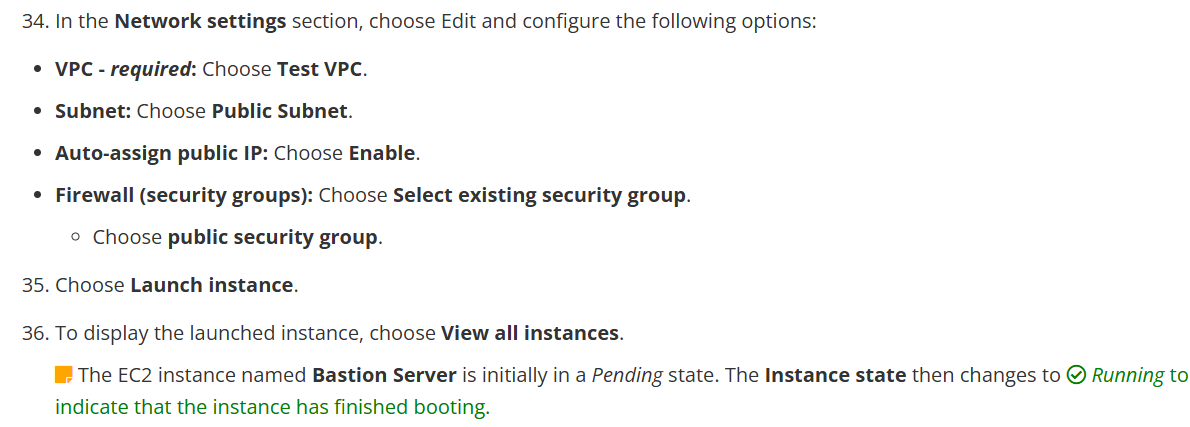 34. In the Network settings section, choose Edit and configure the following options:
• VPC - required: Choose Test VPC.
• Subnet: Choose Public Subnet.
• Auto-assign public IP: Choose Enable.
• Firewall (security groups): Choose Select existing security group.
◦ Choose public security group.
35. Choose Launch instance.
36. To display the launched instance, choose View all instances.
The EC2 instance named Bastion Server is initially in a Pending state. The Instance state then changes to Running to
indicate that the instance has finished booting.